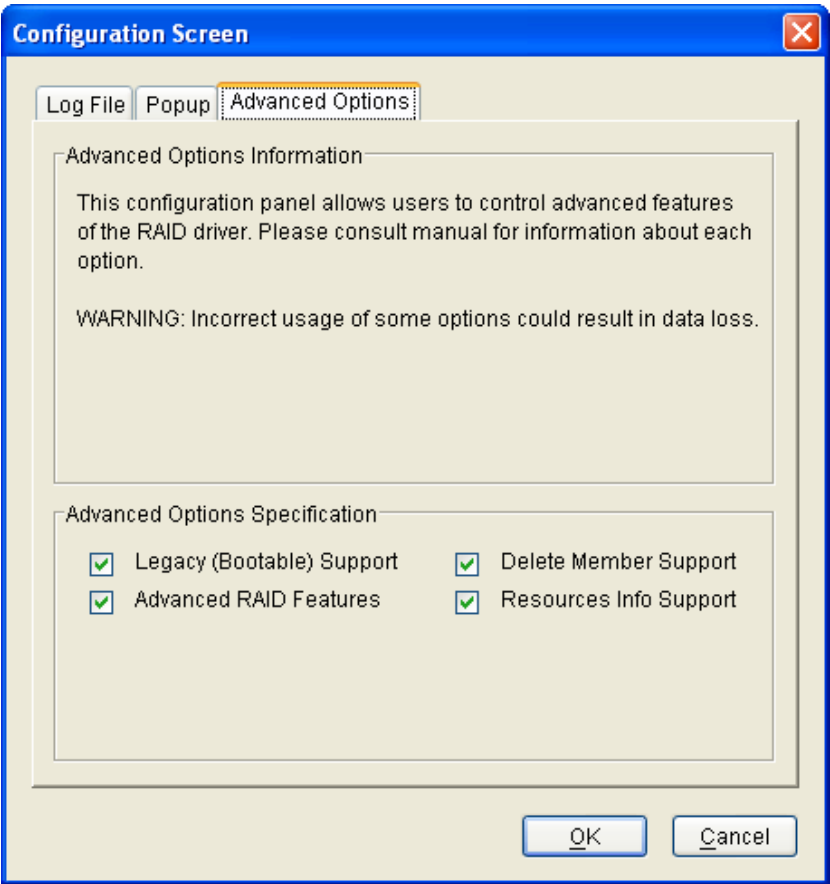 Configuration Screen
Log File
Popup
Advanced Options
Advanced Options Information
This configuration panel allows users to control advanced features
of the RAID driver. Please consult manual for information about each
option.
WARNING: Incorrect usage of some options could result in data loss.
Advanced Options Specification
Legacy (Bootable) Support
Delete Member Support
Advanced RAID Features
Resources Info Support
OK
Cancel